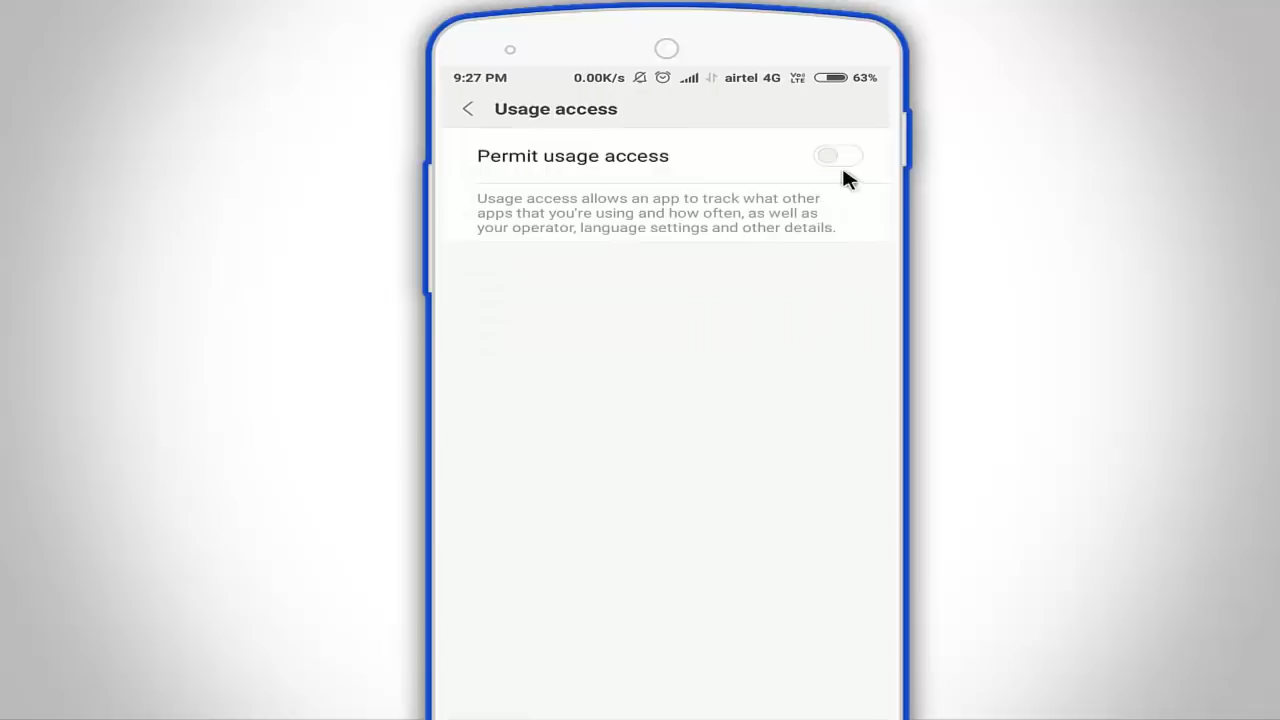 9:27 PM 0.00K/s airtel 4G VoLTE 63%
Usage access
Permit usage access
Usage access allows an app to track what other
apps that you're using and how often, as well as
your operator, language settings and other details.